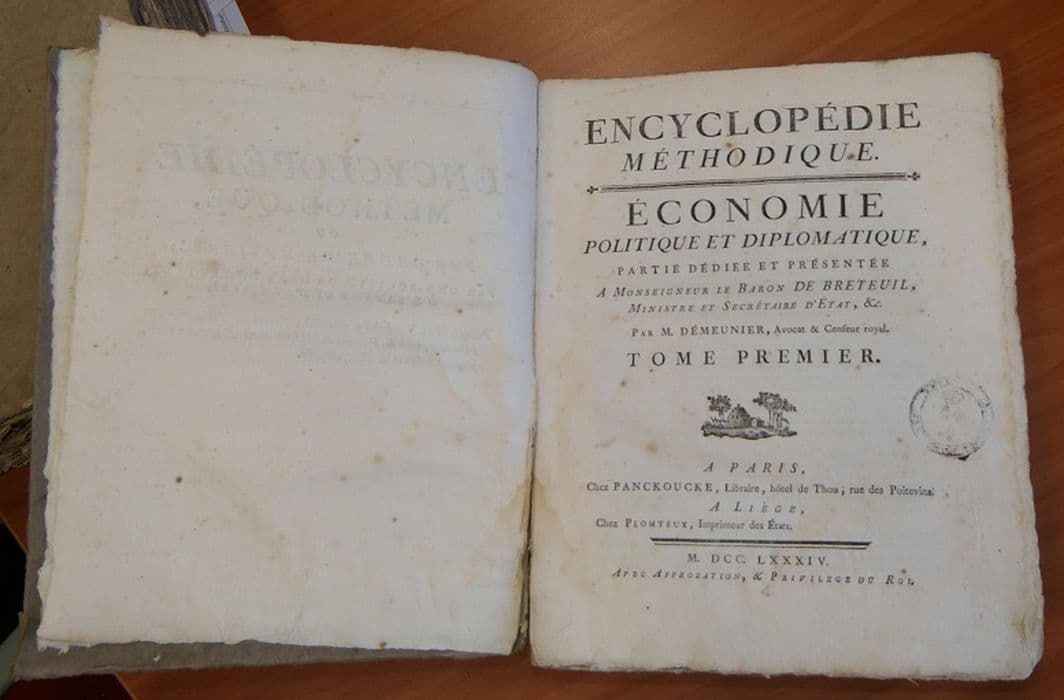 ENCYCLOPÉDIE
MÉTHODIQUE.
ÉCONOMIE
POLITIQUE ET DIPLOMATIQUE,
PARTIE DÉDIÉE ET PRÉSENTÉE
A MONSEIGNEUR LE BARON DE BRETEUIL,
MINISTRE ET SECRÉTAIRE D'ÉTAT, &c.
PAR M. DÉMEUNIER, Avocat & Censeur royal.
TOME PREMIER.
A PARIS,
Chez PANCKOUCKE, Libraire, hôtel de Thou, rue des Poitevins.
A LIÈGE,
Chez PLOMTEUX, Imprimeur des États.
M. DCC. LXXXIV.
AVEC APPROBATION, & PRIVILEGE DU ROI.